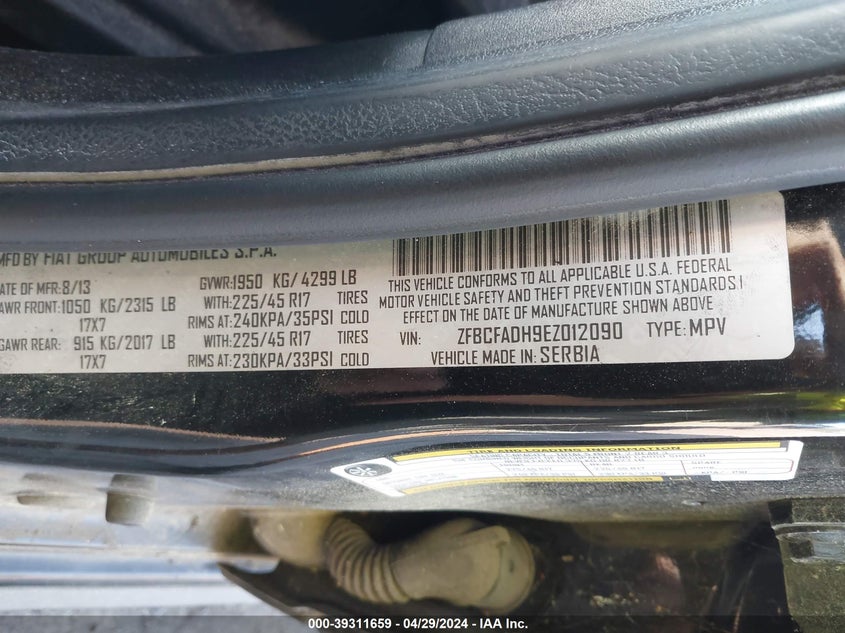 MFD BY FIAT GROUP AUTOMOBILES S.P.A.
DATE OF MFR: 8/13 GVWR: 1950 KG/ 4299 LB
GAWR FRONT: 1050 KG/2315 LB WITH: 225/45 R17 TIRES
17X7 RIMS AT: 240KPA/35PSI COLD
GAWR REAR: 915 KG/2017 LB WITH: 225/45 R17 TIRES
17X7 RIMS AT: 230KPA/33PSI COLD
THIS VEHICLE CONFORMS TO ALL APPLICABLE U.S.A. FEDERAL
MOTOR VEHICLE SAFETY AND THEFT PREVENTION STANDARDS I
EFFECT ON THE DATE OF MANUFACTURE SHOWN ABOVE.
VIN: ZFBCFADH9EZ012090 TYPE: MPV
VEHICLE MADE IN: SERBIA
TIRE AND LOADING INFORMATION
000-39311659 / 04/29/2024 - IAA Inc.